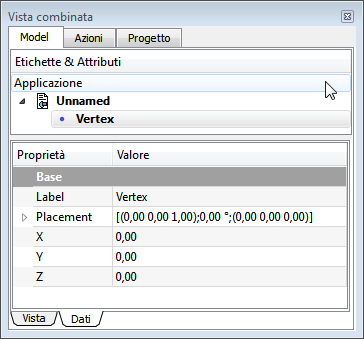 Vista combinata
Model Azioni Progetto
Etichette & Attributi
Applicazione
Unnamed
Vertex
Proprietà Valore
Base
Label Vertex
Placement [(0,00 0,00 1,00);0,00 °;(0,00 0,00 0,00)]
X 0,00
Y 0,00
Z 0,00
Vista Dati